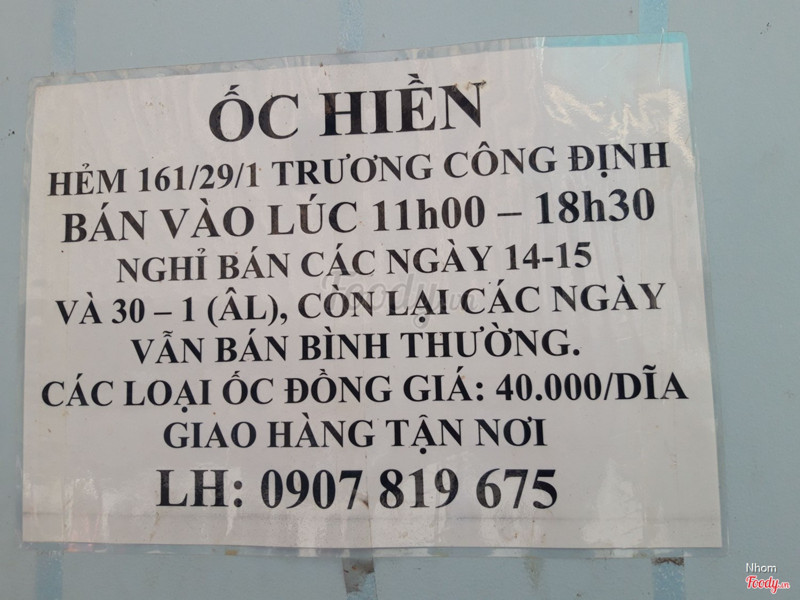 ỐC HIỀN
HẺM 161/29/1 TRƯƠNG CÔNG ĐỊNH
BÁN VÀO LÚC 11h00 – 18h30
NGHỈ BÁN CÁC NGÀY 14-15
VÀ 30 – 1 (ÂL), CÒN LẠI CÁC NGÀY
VẪN BÁN BÌNH THƯỜNG.
CÁC LOẠI ỐC ĐỒNG GIÁ: 40.000/DĨA
GIAO HÀNG TẬN NƠI
LH: 0907 819 675
Foody.vn
Nhom
Foody.vn